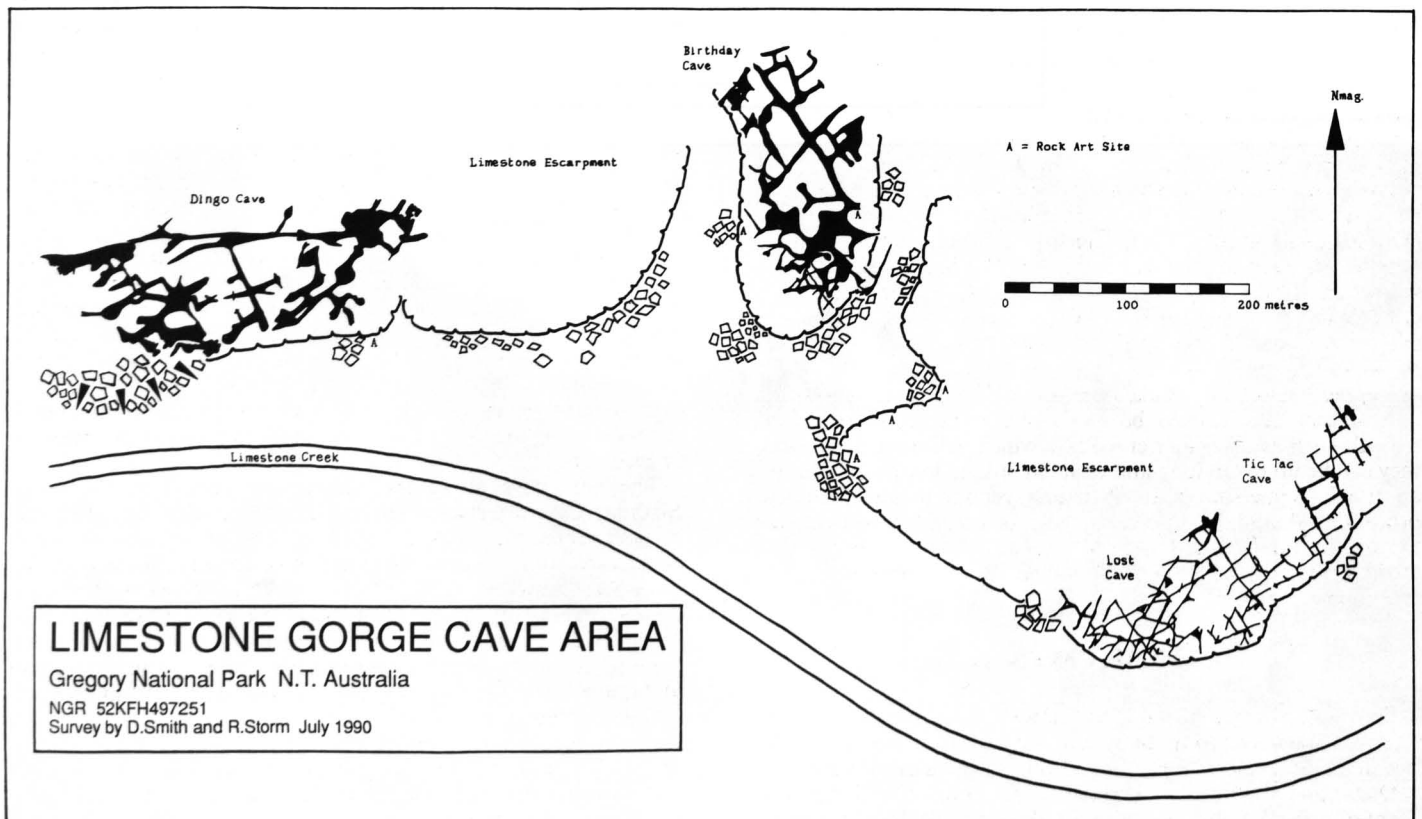 Birthday
Cave
Nmag.
A = Rock Art Site
Limestone Escarpment
Dingo Cave
A
A
0 100 200 metres
A
A
A
Limestone Creek
A
Limestone Escarpment
Tic Tac
Cave
Lost
Cave
LIMESTONE GORGE CAVE AREA
Gregory National Park N.T. Australia
NGR 52KFH497251
Survey by D.Smith and R.Storm July 1990